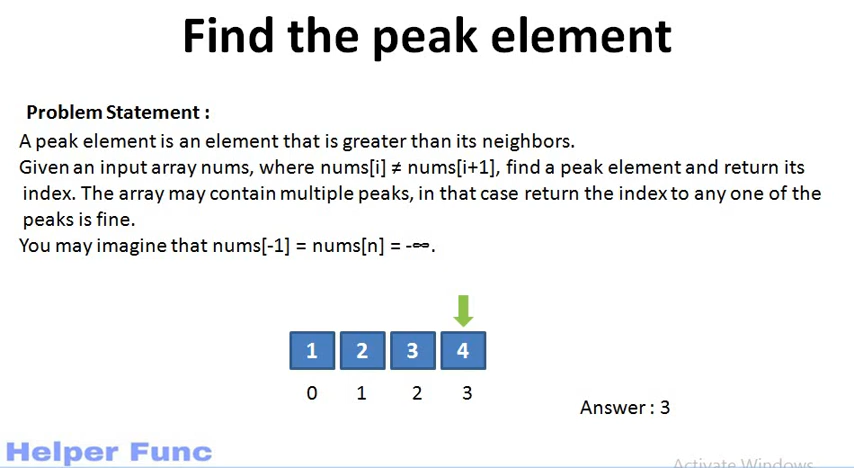 Find the peak element
Problem Statement :
A peak element is an element that is greater than its neighbors.
Given an input array nums, where nums[i] ≠ nums[i+1], find a peak element and return its
index. The array may contain multiple peaks, in that case return the index to any one of the
peaks is fine.
You may imagine that nums[-1] = nums[n] = -∞.
1 2 3 4
0 1 2 3
Answer : 3
Helper Func
Activate Windows